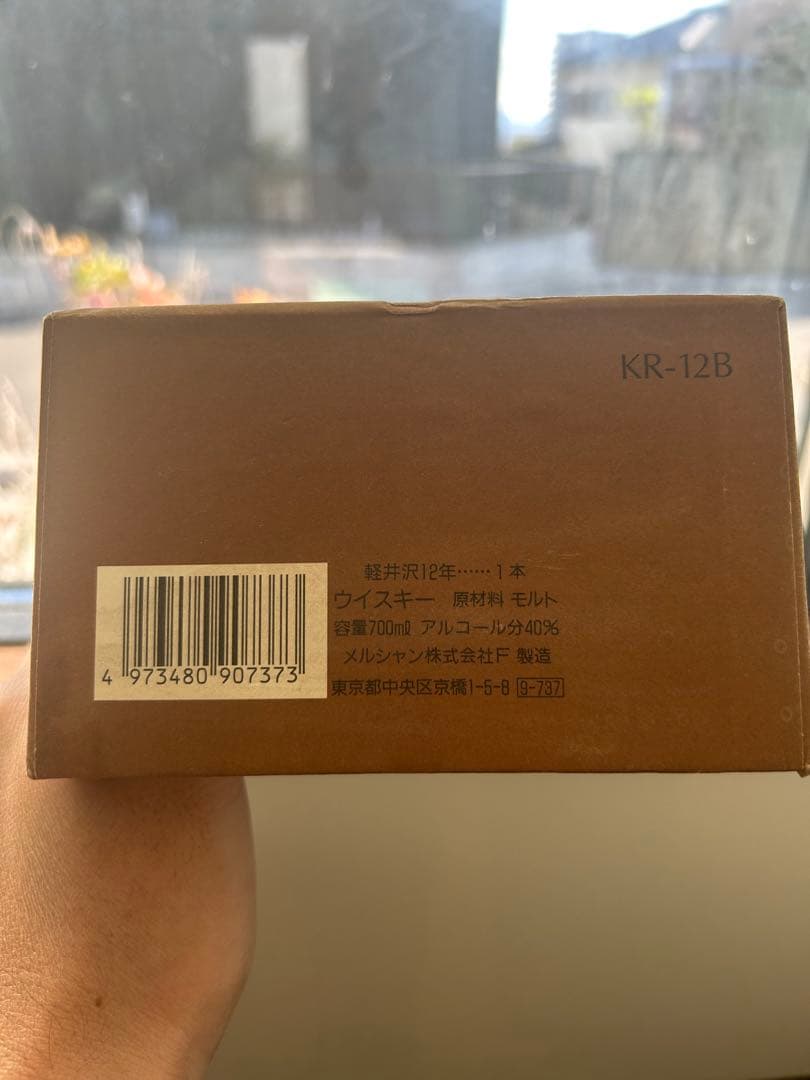 KR-12B
軽井沢12年……1本
ウイスキー 原材料 モルト
容量700mℓ アルコール分40%
メルシャン株式会社F 製造
東京都中央区京橋1-5-8 9-737
4 973480 907373